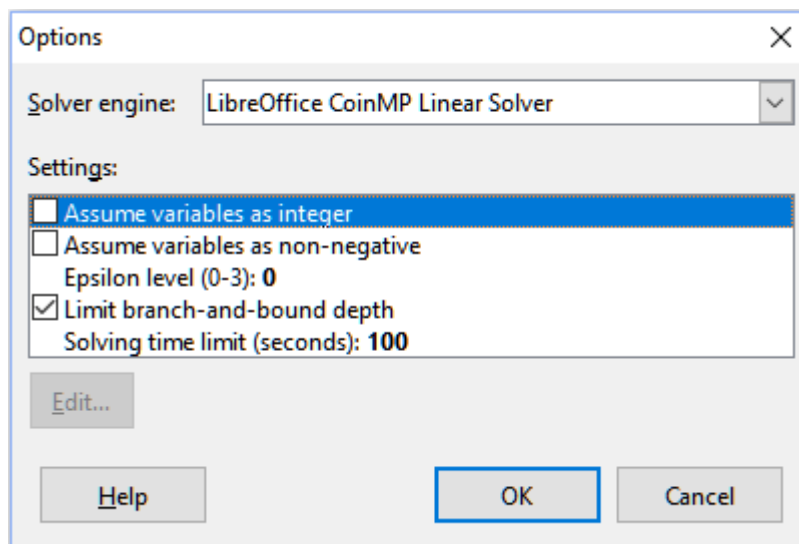 Options
Solver engine: LibreOffice CoinMP Linear Solver
Settings:
Assume variables as integer
Assume variables as non-negative
Epsilon level (0-3): 0
Limit branch-and-bound depth
Solving time limit (seconds): 100
Edit...
Help OK Cancel